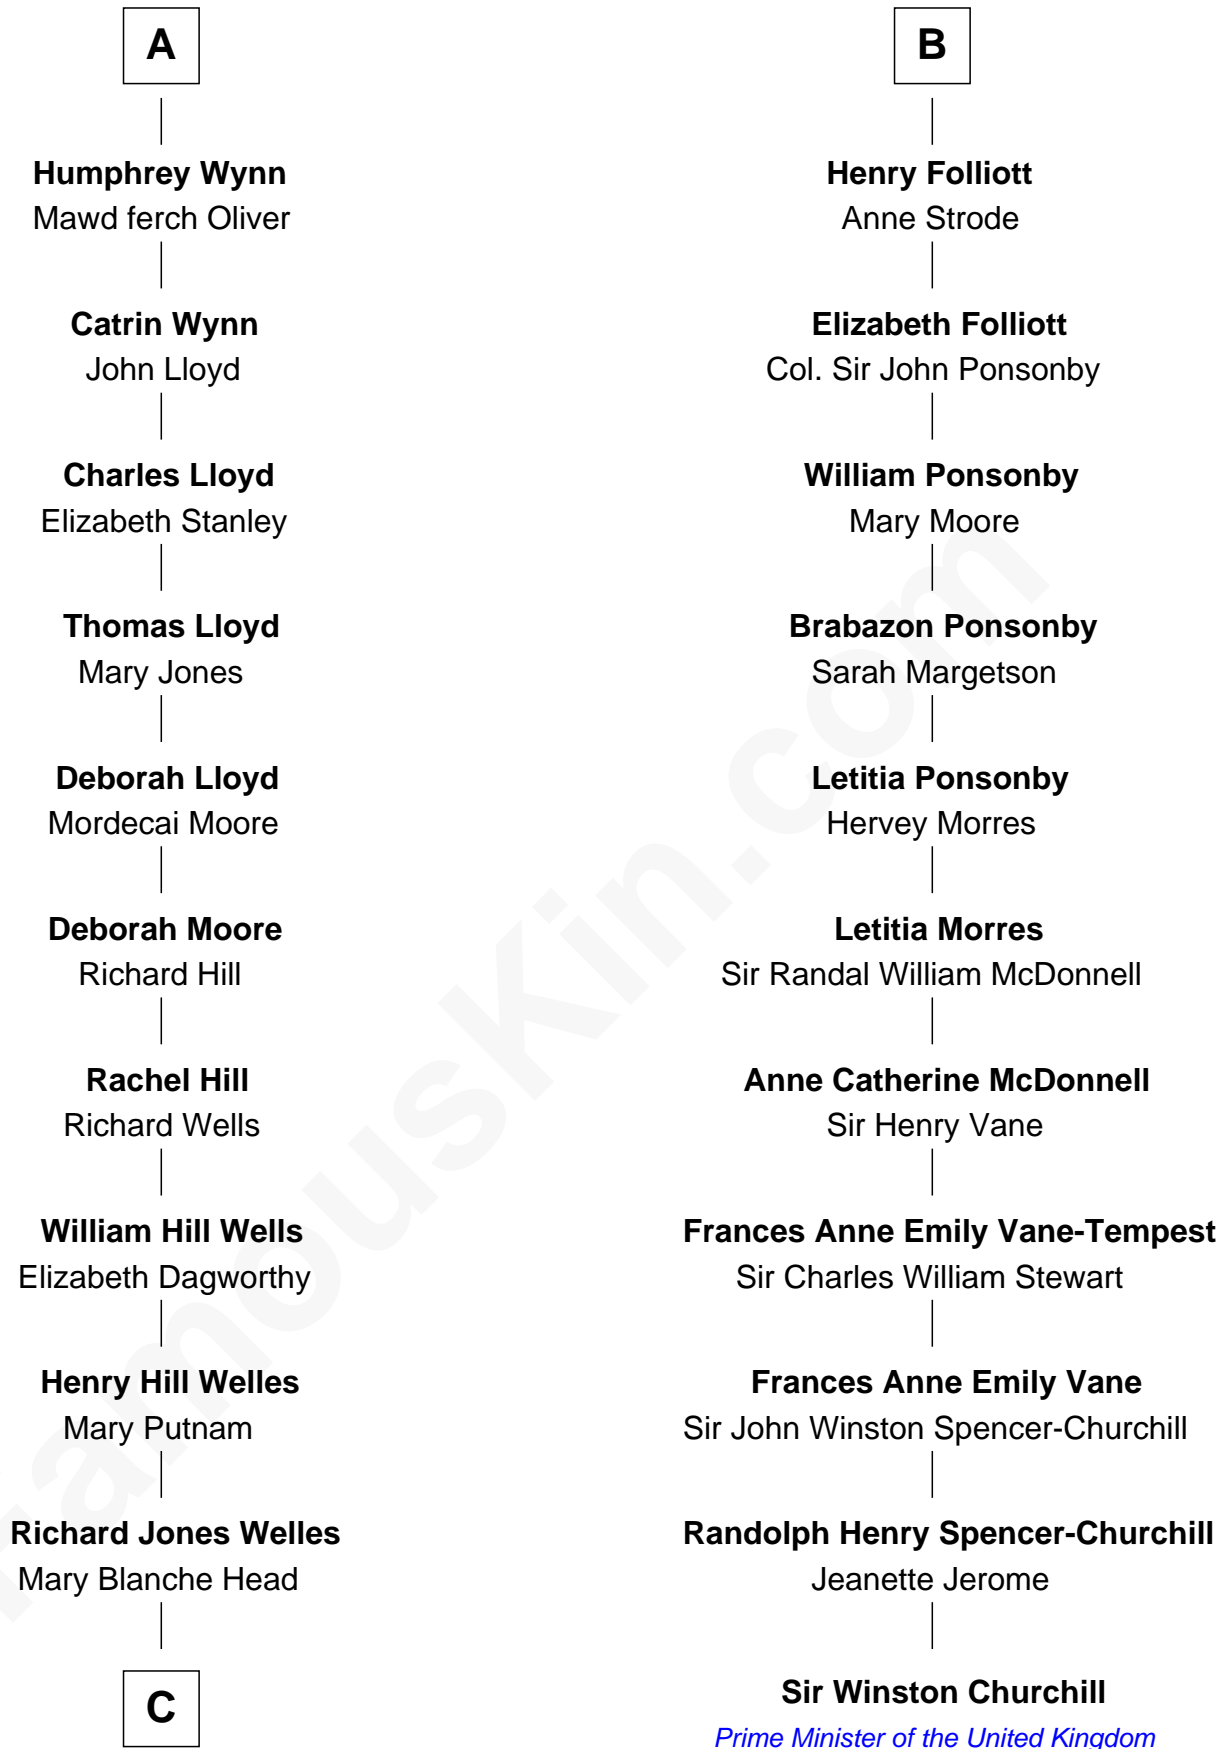 A
Humphrey Wynn
Mawd ferch Oliver
Catrin Wynn
John Lloyd
Charles Lloyd
Elizabeth Stanley
Thomas Lloyd
Mary Jones
Deborah Lloyd
Mordecai Moore
Deborah Moore
Richard Hill
Rachel Hill
Richard Wells
William Hill Wells
Elizabeth Dagworthy
Henry Hill Welles
Mary Putnam
Richard Jones Welles
Mary Blanche Head
C
B
Henry Folliott
Anne Strode
Elizabeth Folliott
Col. Sir John Ponsonby
William Ponsonby
Mary Moore
Brabazon Ponsonby
Sarah Margetson
Letitia Ponsonby
Hervey Morres
Letitia Morres
Sir Randal William McDonnell
Anne Catherine McDonnell
Sir Henry Vane
Frances Anne Emily Vane-Tempest
Sir Charles William Stewart
Frances Anne Emily Vane
Sir John Winston Spencer-Churchill
Randolph Henry Spencer-Churchill
Jeanette Jerome
Sir Winston Churchill
Prime Minister of the United Kingdom
FamousKin.com